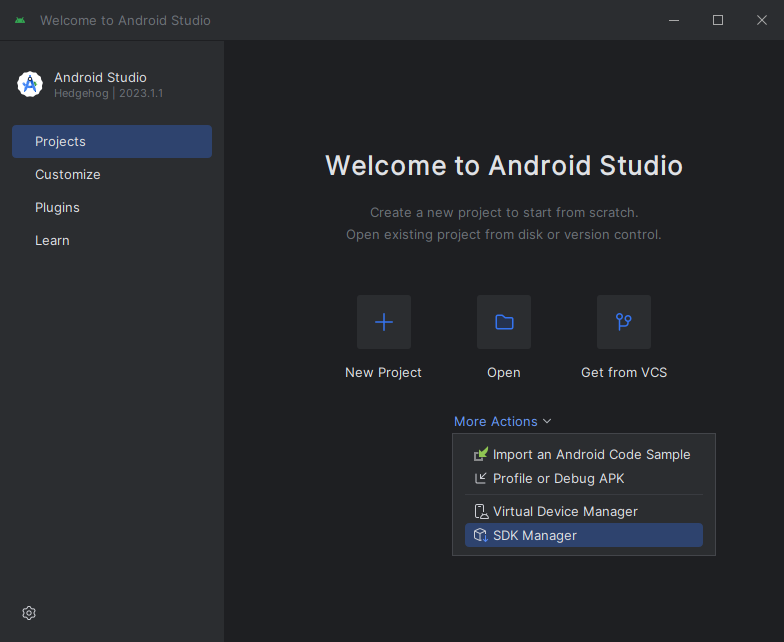 Welcome to Android Studio
Android Studio
Hedgehog | 2023.1.1
Projects
Customize
Plugins
Learn
Welcome to Android Studio
Create a new project to start from scratch.
Open existing project from disk or version control.
New Project
Open
Get from VCS
More Actions
Import an Android Code Sample
Profile or Debug APK
Virtual Device Manager
SDK Manager